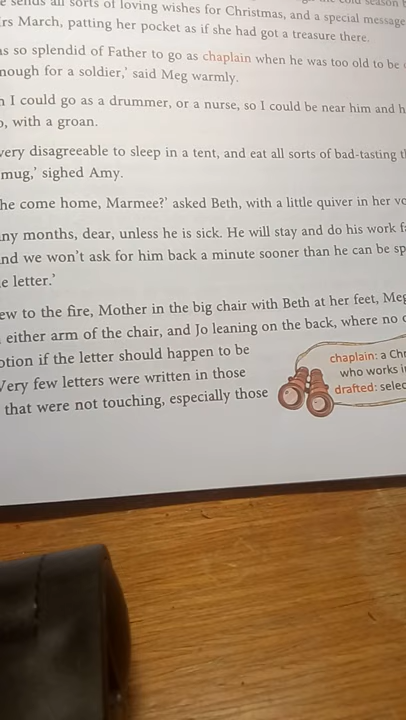 sends all sorts of loving wishes for Christmas, and a special message
rs March, patting her pocket as if she had got a treasure there.
as so splendid of Father to go as chaplain when he was too old to be
nough for a soldier,' said Meg warmly.
I could go as a drummer, or a nurse, so I could be near him and h
o, with a groan.
very disagreeable to sleep in a tent, and eat all sorts of bad-tasting t
mug,' sighed Amy.
he come home, Marmee?' asked Beth, with a little quiver in her vo
ny months, dear, unless he is sick. He will stay and do his work f
nd we won't ask for him back a minute sooner than he can be sp
e letter.'
ew to the fire, Mother in the big chair with Beth at her feet, Meg
either arm of the chair, and Jo leaning on the back, where no
otion if the letter should happen to be
Very few letters were written in those
that were not touching, especially those
chaplain: a Chr
who works i
drafted: selec